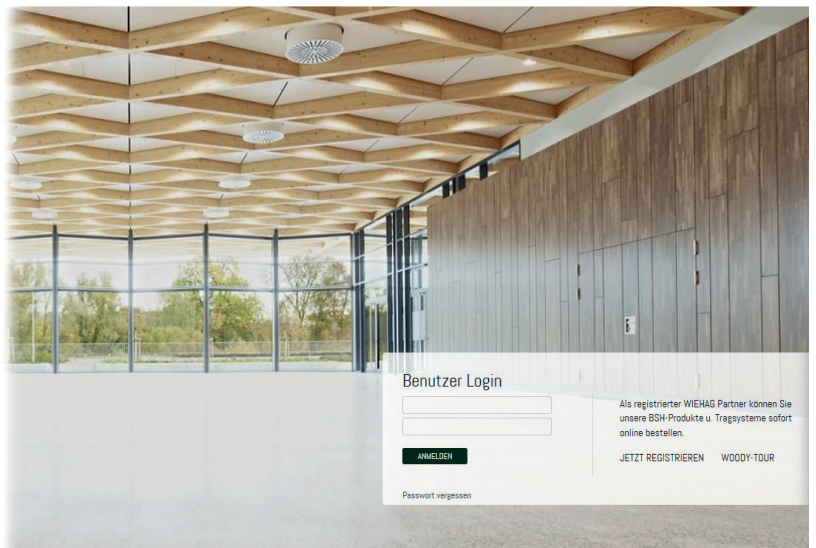 Benutzer Login
Als registrierter WIEHAG Partner können Sie
unsere BSH-Produkte u. Tragsysteme sofort
online bestellen.
ANMELDEN
JETZT REGISTRIEREN WOODY-TOUR
Passwort vergessen